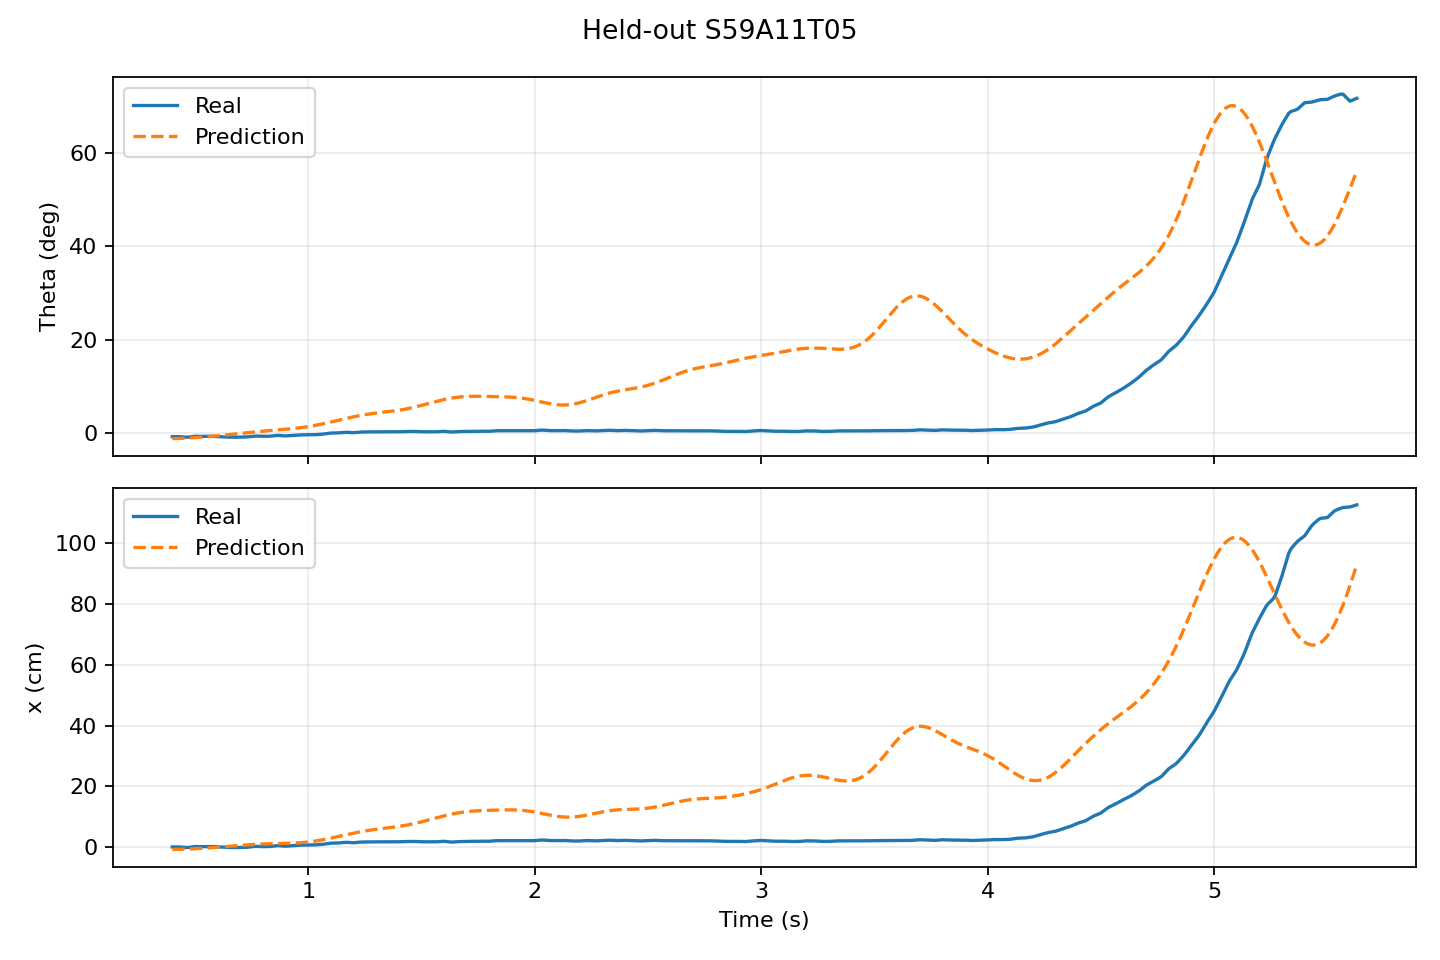 Held-out S59A11T05
Real
Prediction
60
40
20
0
Theta (deg)
Real
Prediction
100
80
60
40
20
0
x (cm)
1 2 3 4 5
Time (s)